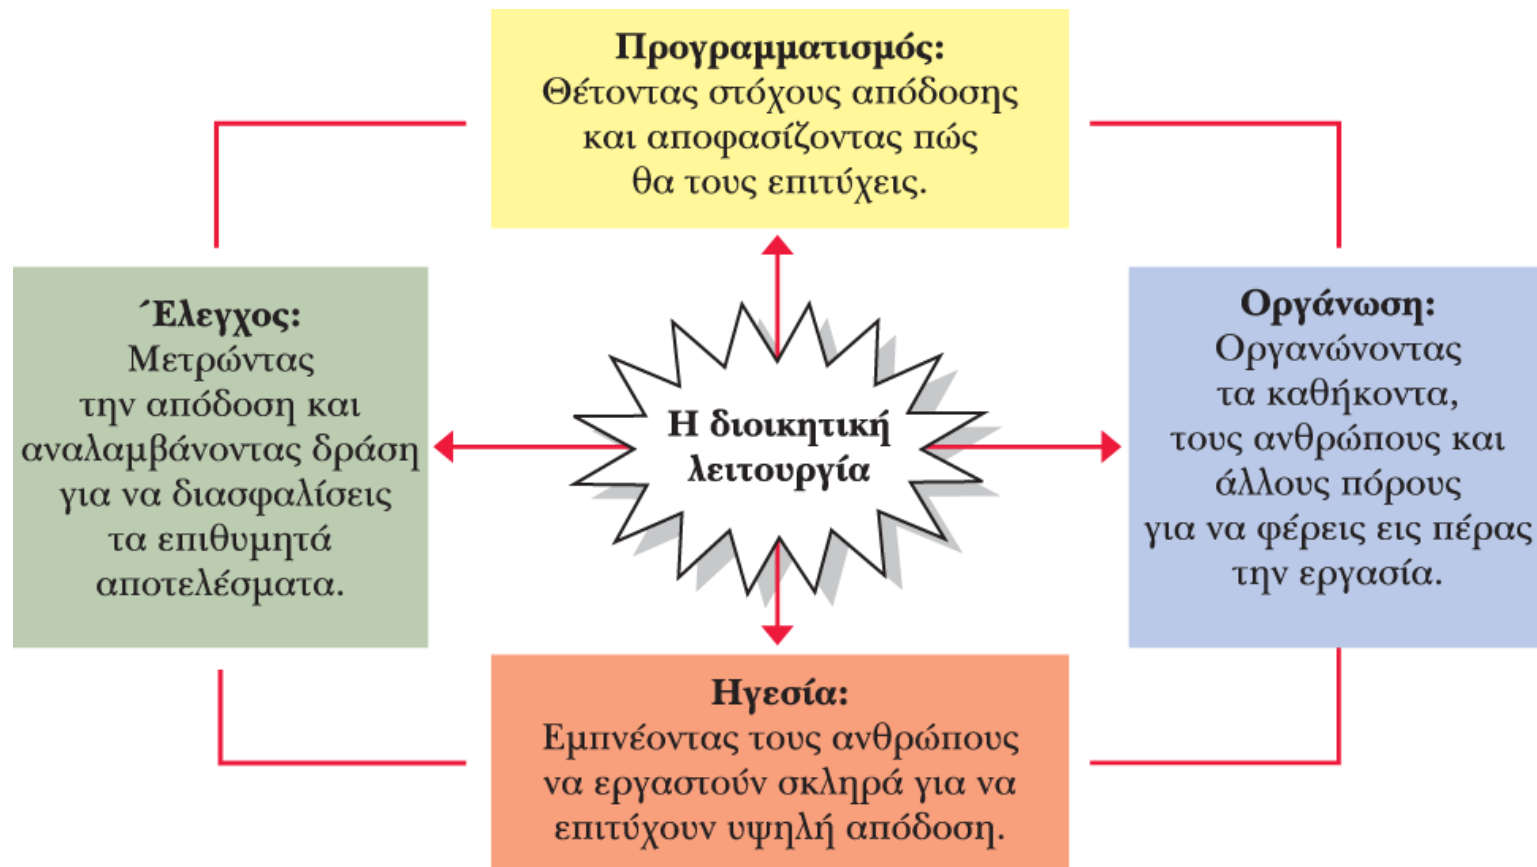 Προγραμματισμός:
Θέτοντας στόχους απόδοσης
και αποφασίζοντας πώς
θα τους επιτύχεις.
Έλεγχος:
Μετρώντας
την απόδοση και
αναλαμβάνοντας δράση
για να διασφαλίσεις
τα επιθυμητά
αποτελέσματα.
Η διοικητική
λειτουργία
Οργάνωση:
Οργανώνοντας
τα καθήκοντα,
τους ανθρώπους και
άλλους πόρους
για να φέρεις εις πέρας
την εργασία.
Ηγεσία:
Εμπνέοντας τους ανθρώπους
να εργαστούν σκληρά για να
επιτύχουν υψηλή απόδοση.